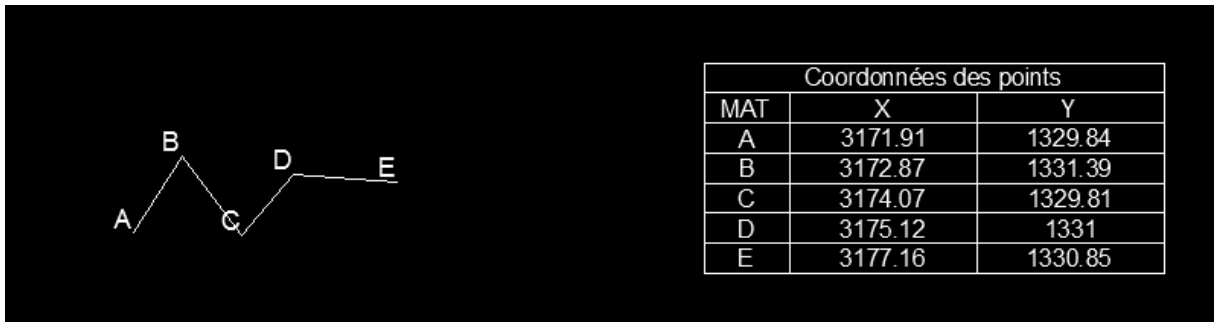 B
D
E
A
C
Coordonnées des points
MAT X Y
A 3171.91 1329.84
B 3172.87 1331.39
C 3174.07 1329.81
D 3175.12 1331
E 3177.16 1330.85